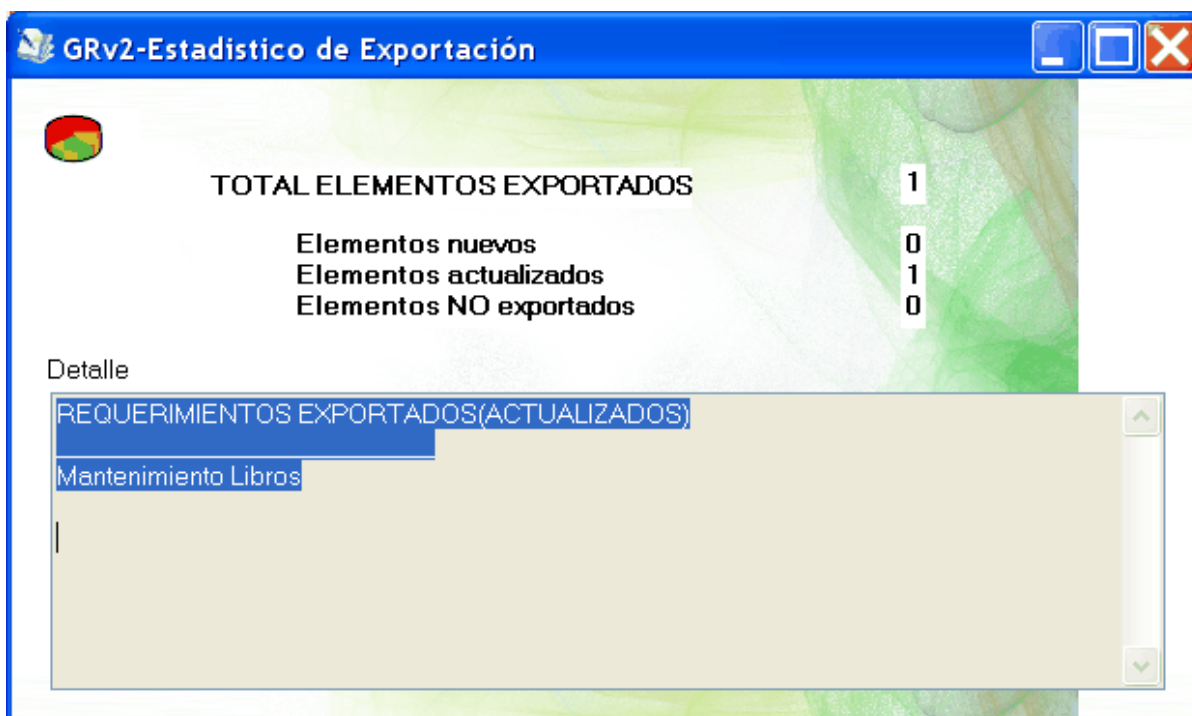 GRv2-Estadistico de Exportación
TOTAL ELEMENTOS EXPORTADOS 1
Elementos nuevos 0
Elementos actualizados 1
Elementos NO exportados 0
Detalle
REQUERIMIENTOS EXPORTADOS(ACTUALIZADOS)
Mantenimiento Libros